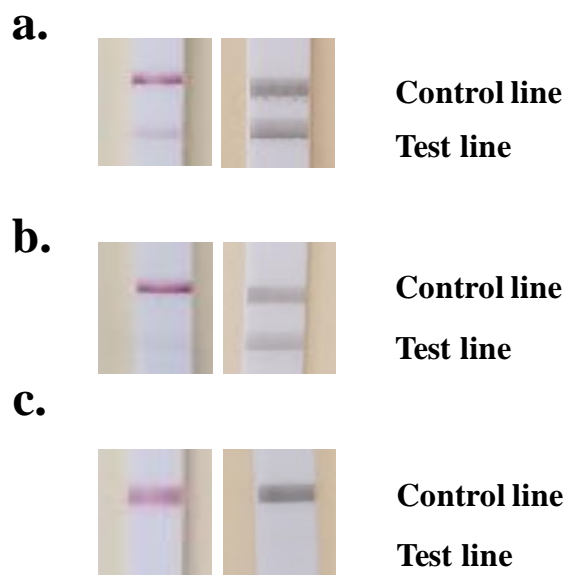 a.
Control line
Test line
b.
Control line
Test line
c.
Control line
Test line